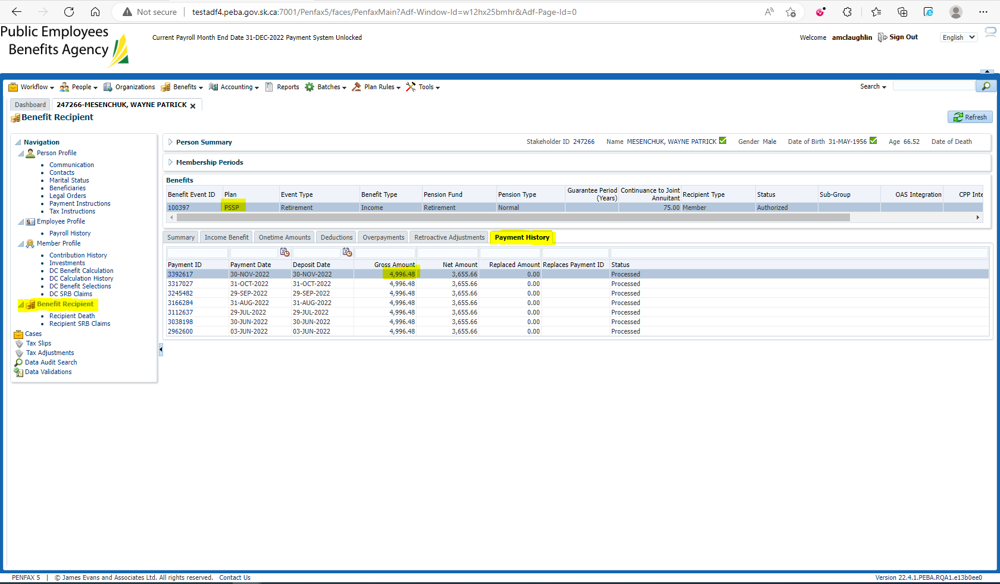 Not secure | testadf4.peba.gov.sk.ca:7001/Penfax5/faces/PenfaxMain?Adf-Window-Id=w12hx25bmhr&Adf-Page-Id=0
Public Employees
Benefits Agency
Current Payroll Month End Date 31-DEC-2022 Payment System Unlocked
Welcome amclaughlin Sign Out English
Workflow People Organizations Benefits Accounting Reports Batches Plan Rules Tools Search
Dashboard 247266-MESENCHUK, WAYNE PATRICK
Benefit Recipient
Refresh
Navigation
Person Profile
Communication
Contacts
Marital Status
Beneficiaries
Legal Orders
Payment Instructions
Tax Instructions
Employee Profile
Payroll History
Member Profile
Contribution History
Investments
DC Benefit Calculation
DC Calculation History
DC Benefit Selections
DC SRB Claims
Benefit Recipient
Recipient Death
Recipient SRB Claims
Cases
Tax Slips
Tax Adjustments
Data Audit Search
Data Validations
Person Summary Stakeholder ID 247266 Name MESENCHUK, WAYNE PATRICK Gender Male Date of Birth 31-MAY-1956 Age 66.52 Date of Death
Membership Periods
Benefits
Benefit Event ID Plan Event Type Benefit Type Pension Fund Pension Type Guarantee Period (Years) Continuance to Joint Annuitant Recipient Type Status Sub-Group OAS Integration CPP Inte
100397 PSSP Retirement Income Retirement Normal 75.00 Member Authorized
Summary Income Benefit Onetime Amounts Deductions Overpayments Retroactive Adjustments Payment History
Payment ID Payment Date Deposit Date Gross Amount Net Amount Replaced Amount Replaces Payment ID Status
3392617 30-NOV-2022 30-NOV-2022 4,996.48 3,655.66 0.00 Processed
3317027 31-OCT-2022 31-OCT-2022 4,996.48 3,655.66 0.00 Processed
3245482 29-SEP-2022 29-SEP-2022 4,996.48 3,655.66 0.00 Processed
3166284 31-AUG-2022 31-AUG-2022 4,996.48 3,655.66 0.00 Processed
3112637 29-JUL-2022 29-JUL-2022 4,996.48 3,655.66 0.00 Processed
3038198 30-JUN-2022 30-JUN-2022 4,996.48 3,655.66 0.00 Processed
2962600 03-JUN-2022 03-JUN-2022 4,996.48 3,655.66 0.00 Processed
PENFAX 5 | © James Evans and Associates Ltd. All rights reserved. Contact Us
Version 22.4.1.PEBA.RQA1.e13b0ee0